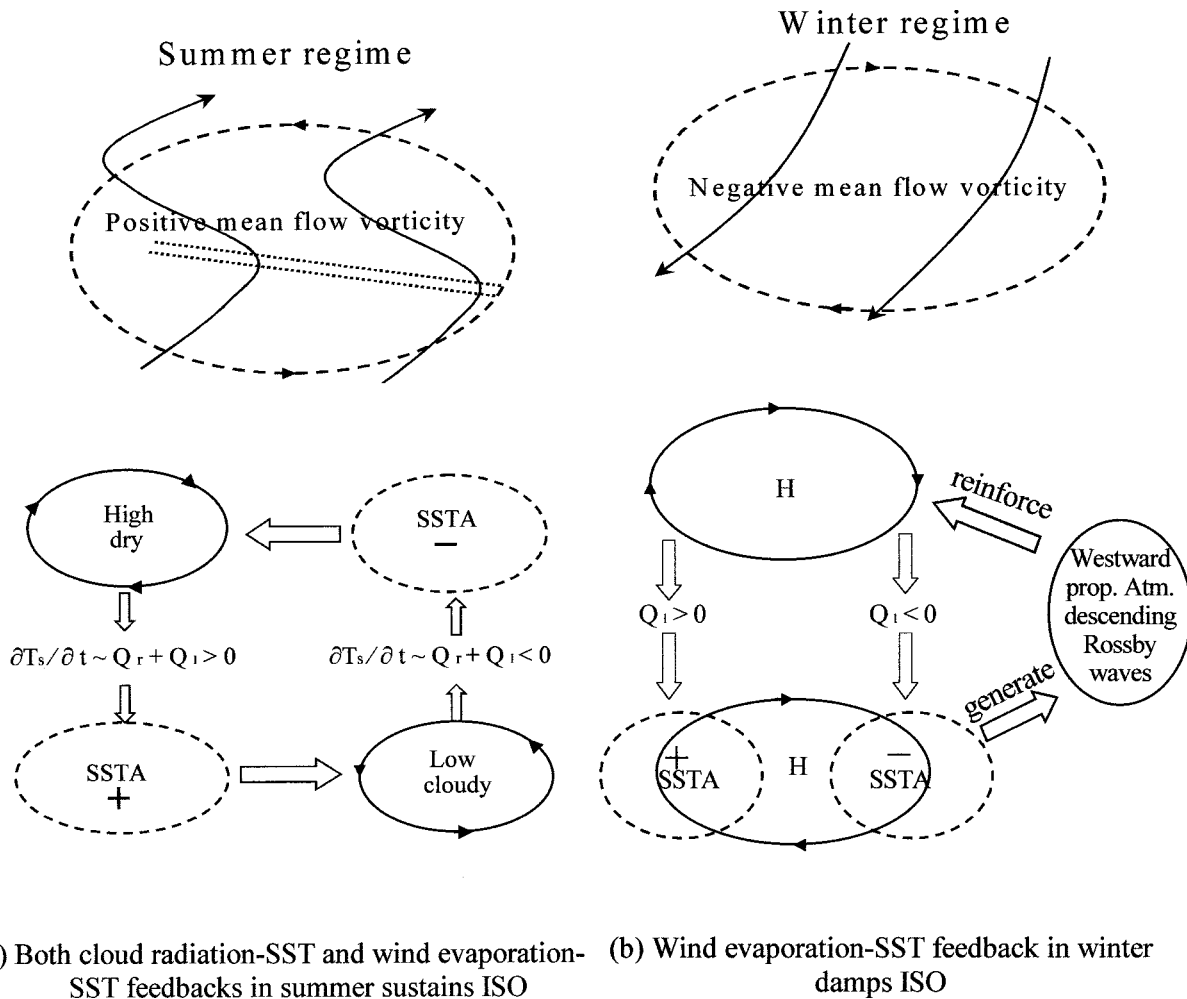 Summer regime
Positive mean flow vorticity
High
dry
SSTA
−
∂Ts/∂t~Qr+Ql>0
∂Ts/∂t~Qr+Ql<0
SSTA
+
Low
cloudy
) Both cloud radiation-SST and wind evaporation-
SST feedbacks in summer sustains ISO
Winter regime
Negative mean flow vorticity
H
reinforce
Westward
prop. Atm.
descending
Rossby
waves
Ql>0
Ql<0
generate
+
SSTA
H
−
SSTA
(b) Wind evaporation-SST feedback in winter
damps ISO